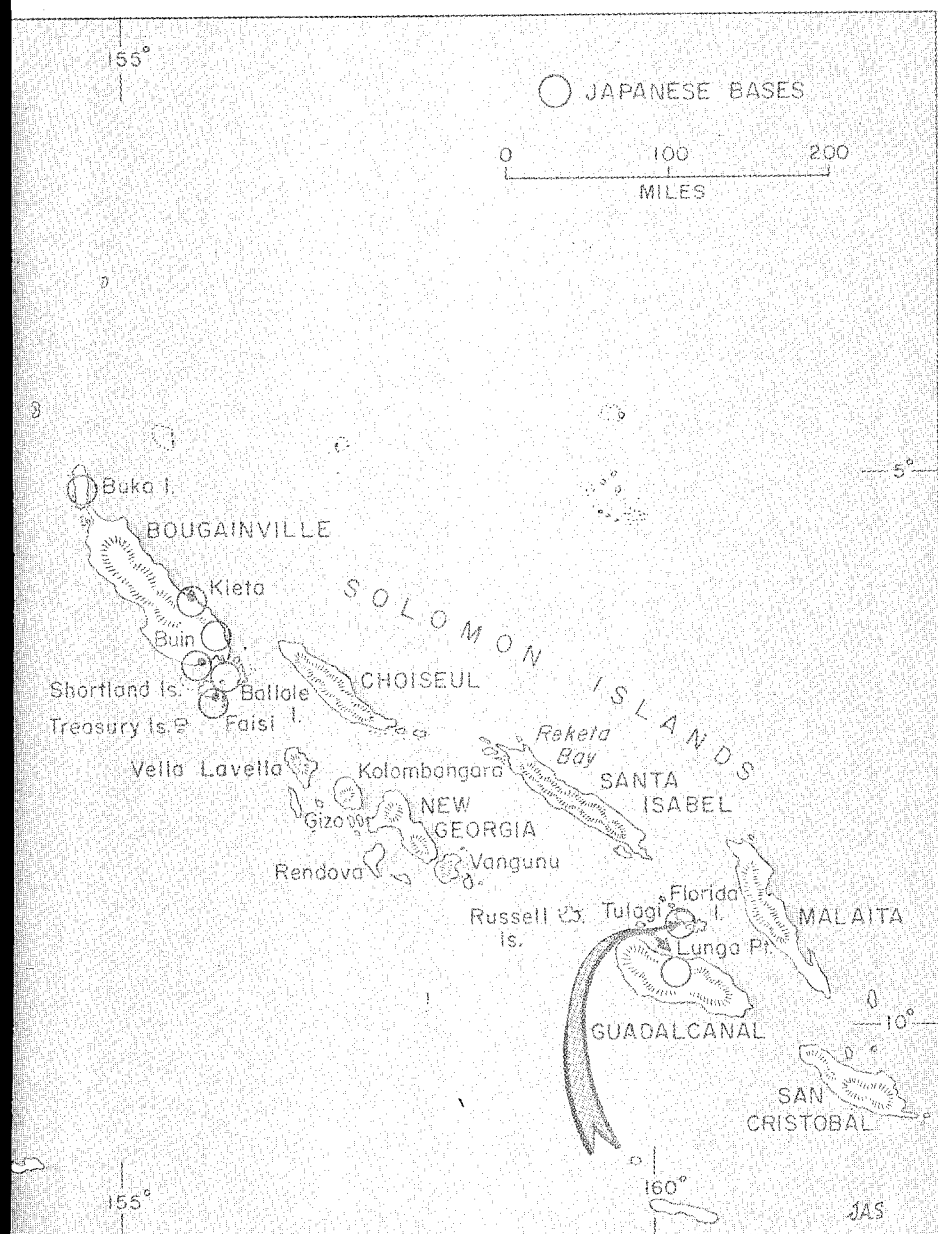 155°
JAPANESE BASES
0 100 200
MILES
5°
Buka I.
BOUGAINVILLE
Kieta
SOLOMON ISLANDS
Buin
Shortland Is.
Ballale I.
CHOISEUL
Treasury Is.
Faisi
Reketa
Bay
Vella Lavella
Kolombangara
SANTA
ISABEL
NEW
GEORGIA
Gizo
Rendova
Vangunu
Florida
I.
Russell
Is.
Tulagi
MALAITA
Lunga Pt.
GUADALCANAL
10°
SAN
CRISTOBAL
155°
160°
JAS